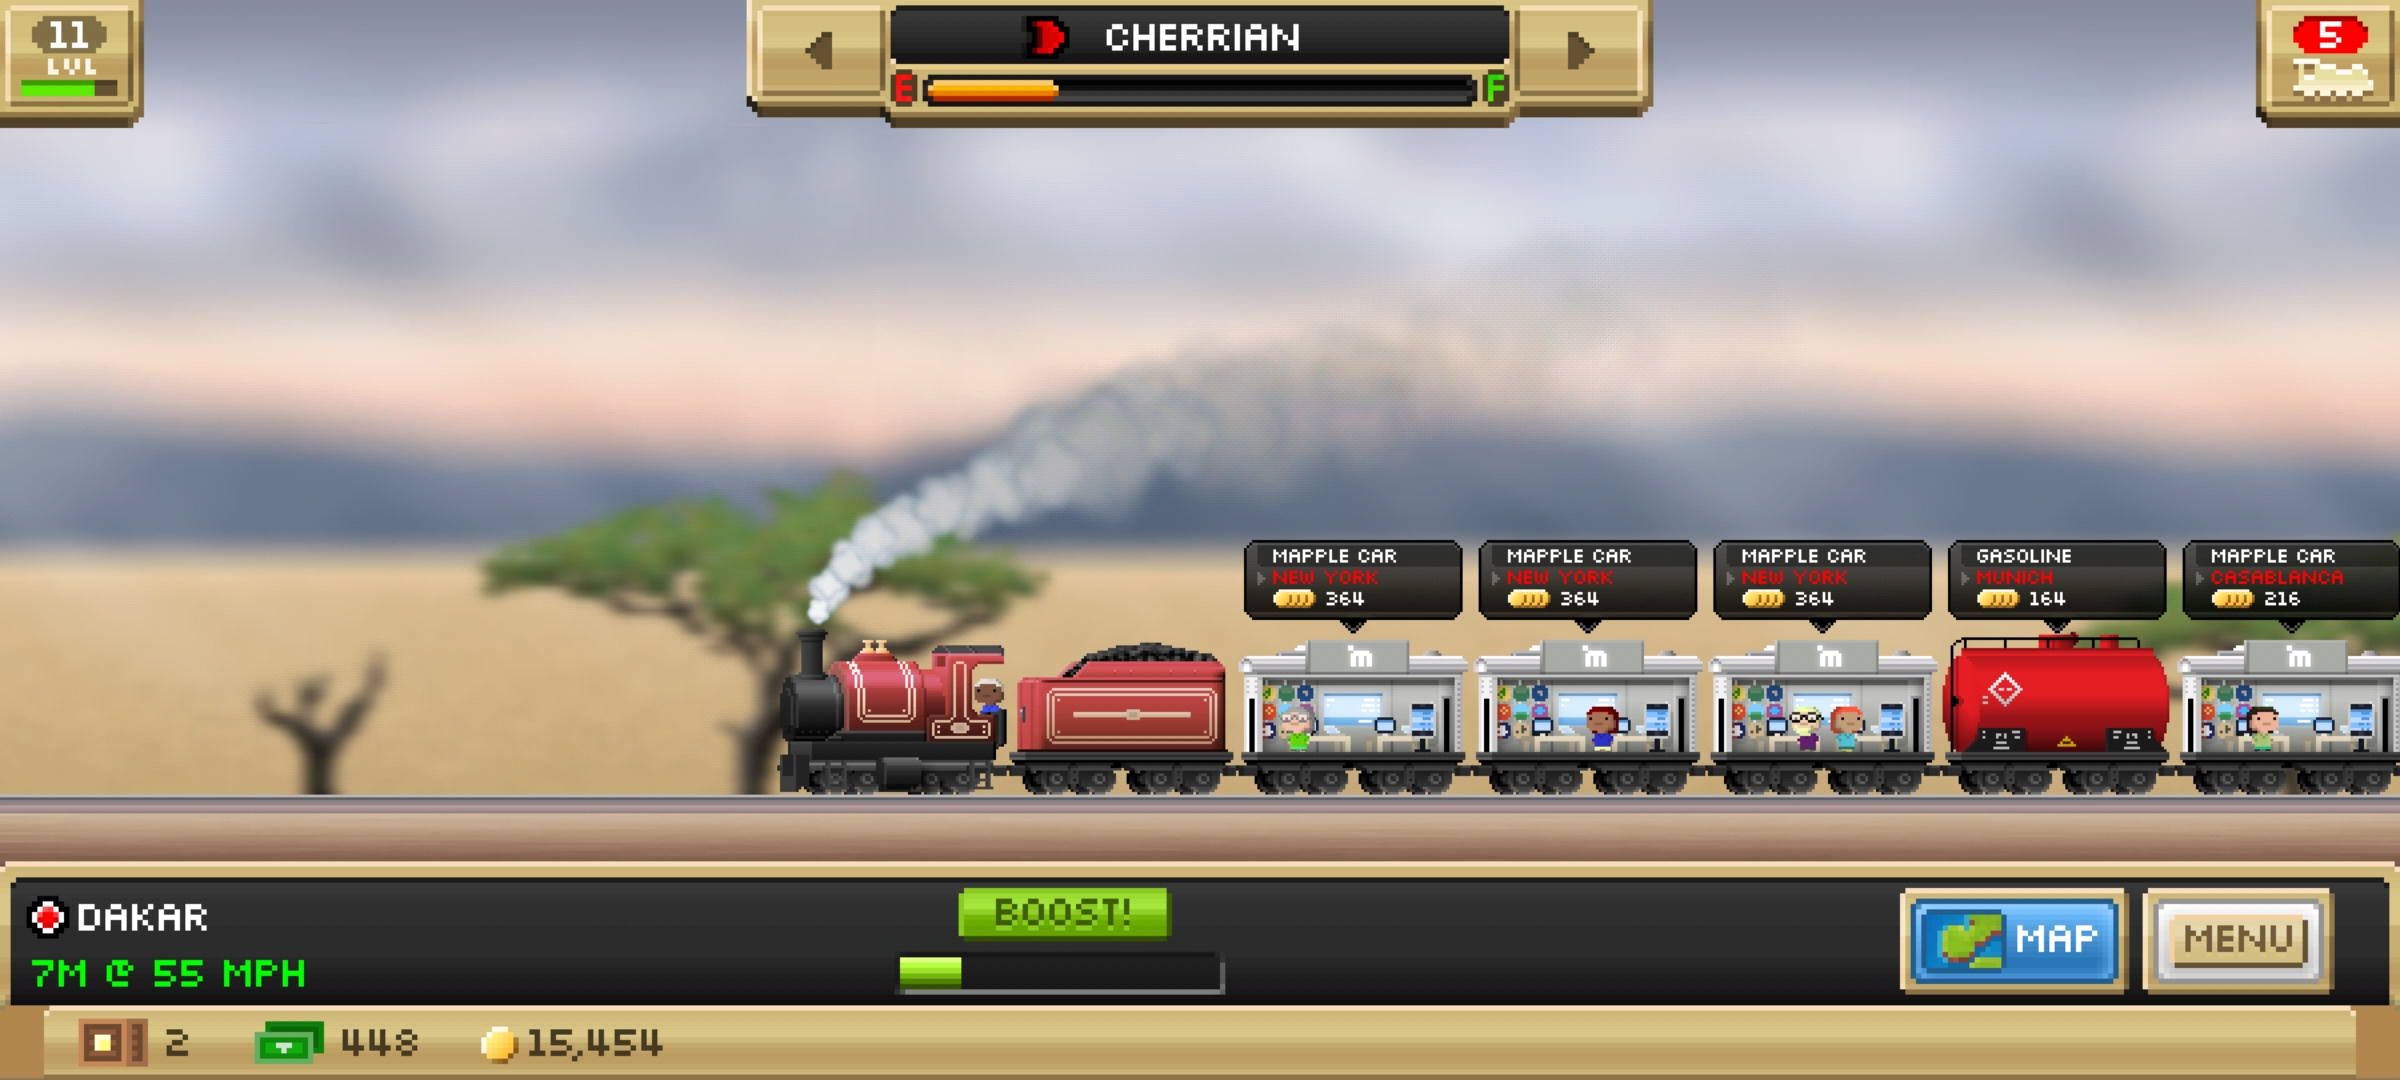 11
LVL
CHERRIAN
E F
5
MAPPLE CAR
NEW YORK
364
MAPPLE CAR
NEW YORK
364
MAPPLE CAR
NEW YORK
364
GASOLINE
MUNICH
164
MAPPLE CAR
CASABLANCA
216
m
m
m
m
DAKAR
7M @ 55 MPH
BOOST!
MAP
MENU
2
448
15,454